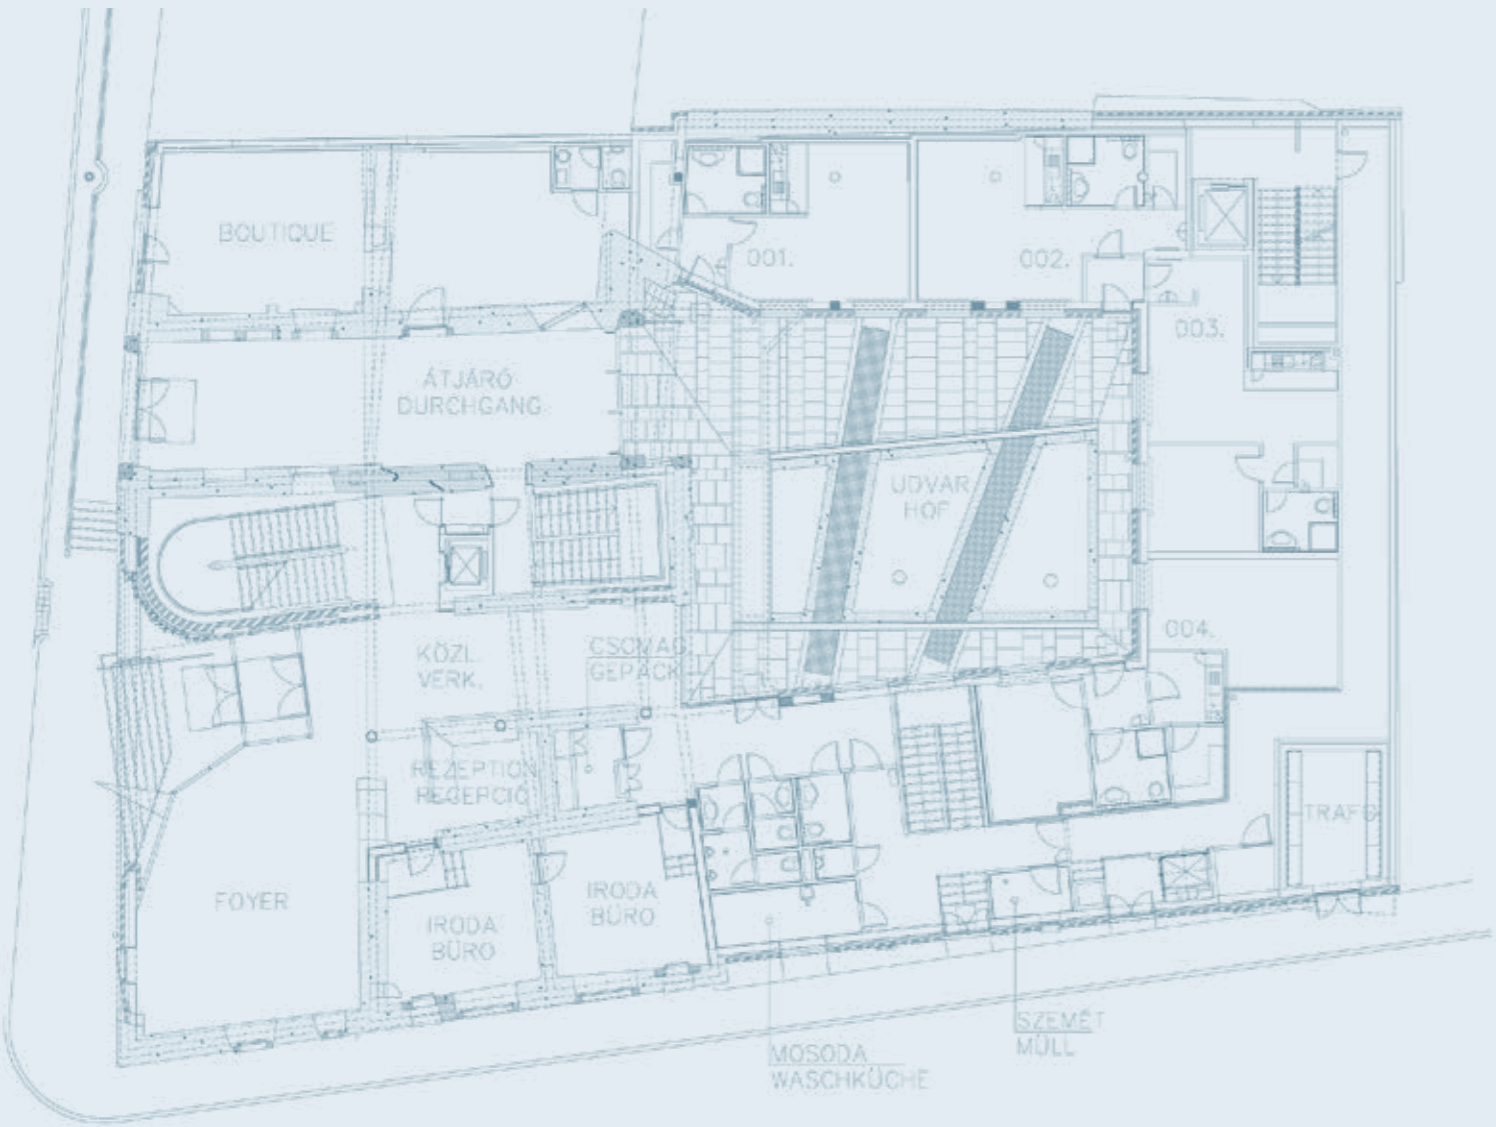 BOUTIQUE
001.
002.
003.
ÁTJÁRÓ
DURCHGANG
UDVAR
HOF
004.
KÖZL.
VERK.
CSOMAG.
GEPÄCK
REZEPTION
RECEPCIÓ
TRAFO
FOYER
IRODA
BÜRO
IRODA
BÜRO
SZEMÉT
MÜLL
MOSODA
WASCHKÜCHE